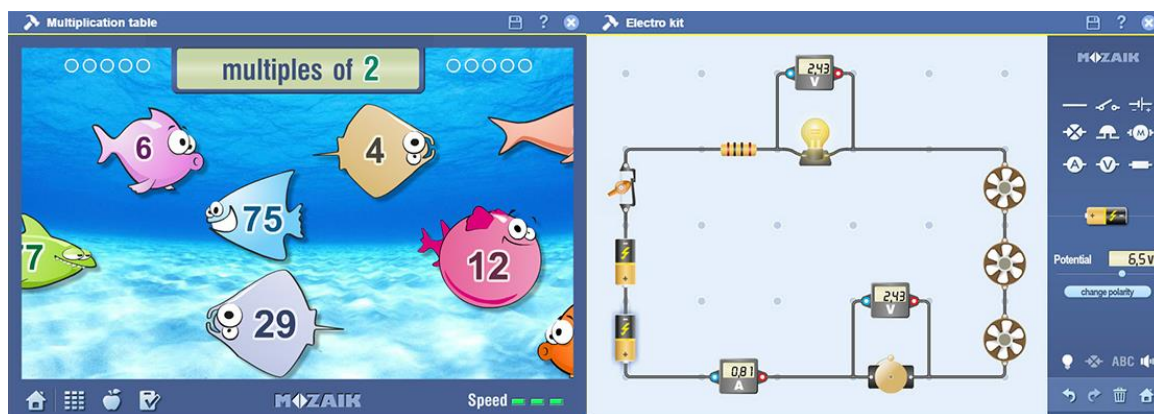 Multiplication table
?
multiples of 2
6
4
75
77
12
29
MOZAIK
Speed
Electro kit
?
2,43
V
MOZAIK
M
A
V
Potential 6,5 V
change polarity
2,43
V
0,81
A
ABC